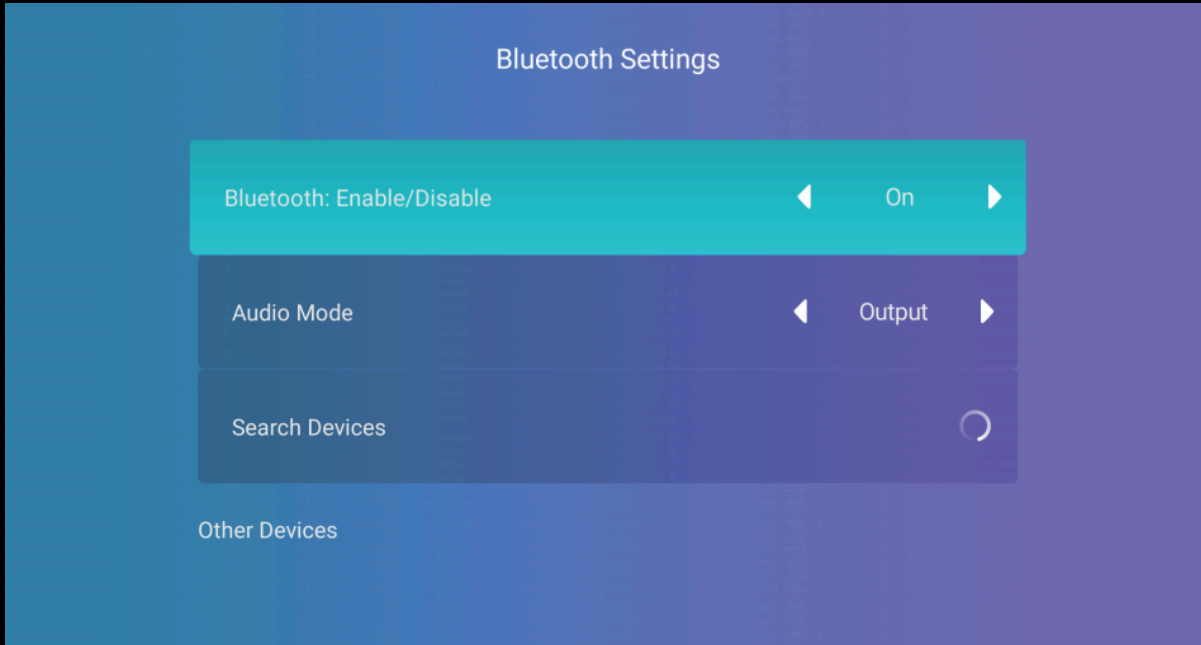 Bluetooth Settings
Bluetooth: Enable/Disable On
Audio Mode Output
Search Devices
Other Devices